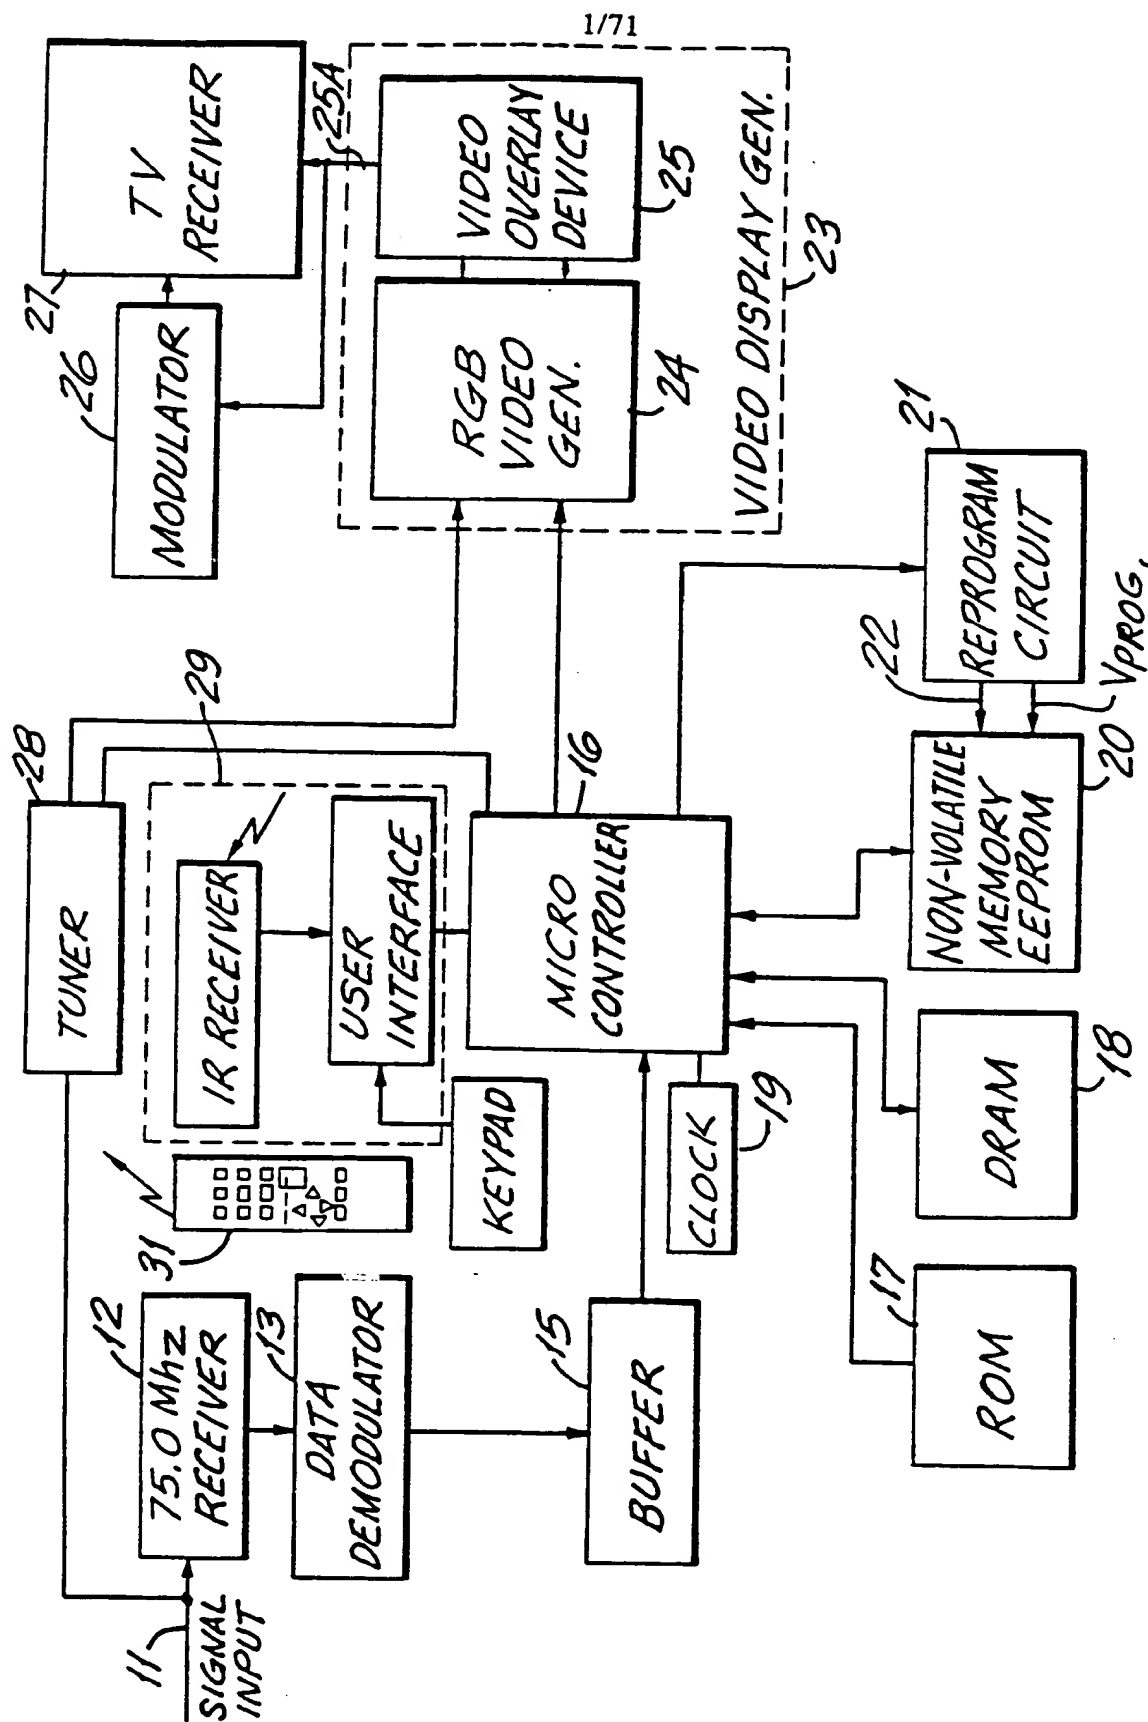 1/71
11
SIGNAL
INPUT
12
75.0 Mhz
RECEIVER
13
DATA
DEMODULATOR
15
BUFFER
17
ROM
31
28
TUNER
29
IR RECEIVER
USER
INTERFACE
KEYPAD
16
MICRO
CONTROLLER
CLOCK
19
DRAM
18
NON-VOLATILE
MEMORY
EEPROM
20
22
VPROG.
21
REPROGRAM
CIRCUIT
26
MODULATOR
27
TV
RECEIVER
25A
RGB
VIDEO
GEN.
24
VIDEO
OVERLAY
DEVICE
25
VIDEO DISPLAY GEN.
23